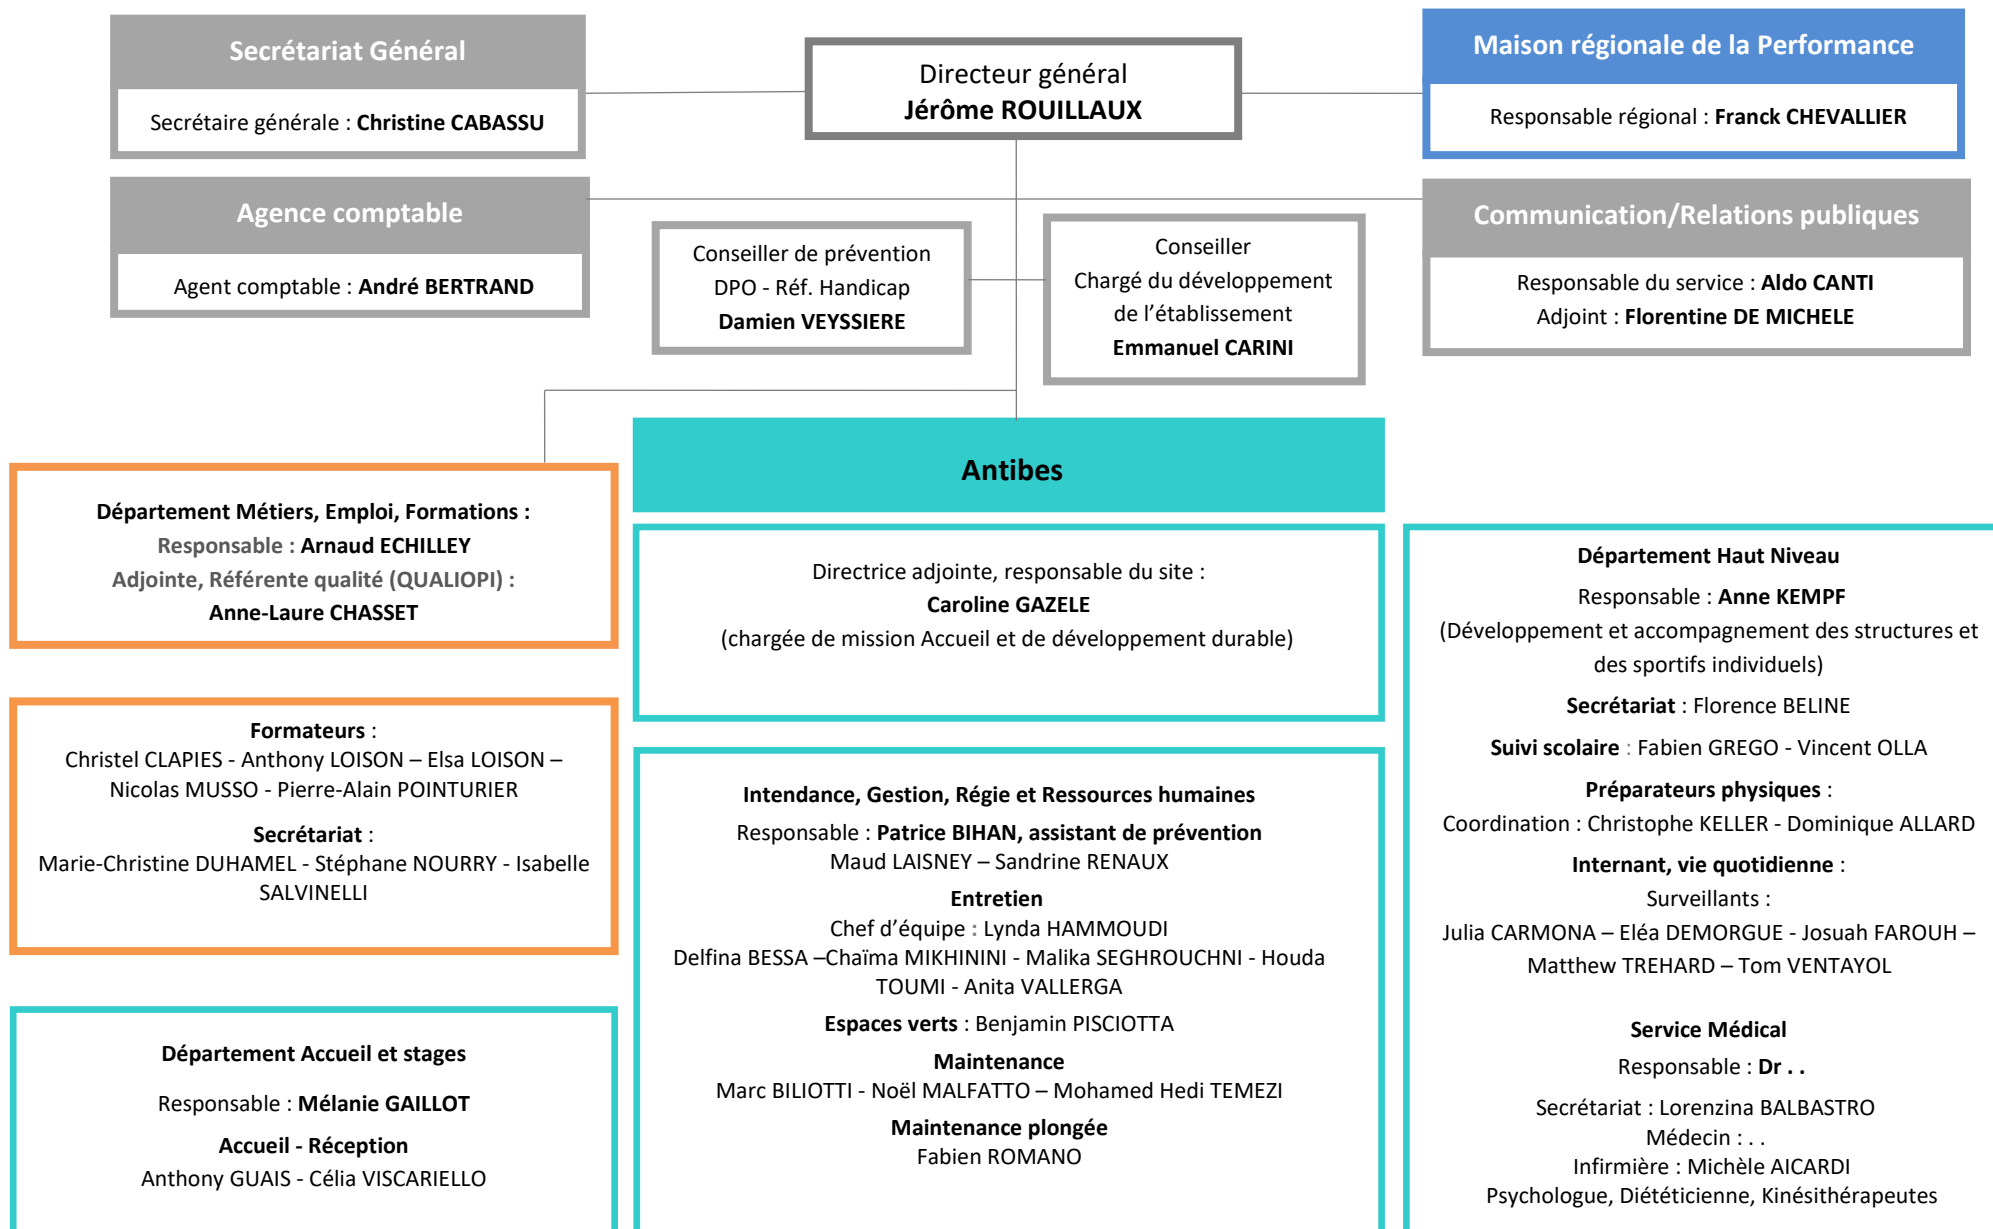 Secrétariat Général
Secrétaire générale : Christine CABASSU
Directeur général
Jérôme ROUILLAUX
Maison régionale de la Performance
Responsable régional : Franck CHEVALLIER
Agence comptable
Agent comptable : André BERTRAND
Conseiller de prévention
DPO - Réf. Handicap
Damien VEYSSIERE
Conseiller
Chargé du développement
de l’établissement
Emmanuel CARINI
Communication/Relations publiques
Responsable du service : Aldo CANTI
Adjoint : Florentine DE MICHELE
Département Métiers, Emploi, Formations :
Responsable : Arnaud ECHILLEY
Adjointe, Référente qualité (QUALIOPI) :
Anne-Laure CHASSET
Formateurs :
Christel CLAPIES - Anthony LOISON – Elsa LOISON –
Nicolas MUSSO - Pierre-Alain POINTURIER
Secrétariat :
Marie-Christine DUHAMEL - Stéphane NOURRY - Isabelle
SALVINELLI
Département Accueil et stages
Responsable : Mélanie GAILLOT
Accueil - Réception
Anthony GUAIS - Célia VISCARIELLO
Antibes
Directrice adjointe, responsable du site :
Caroline GAZELE
(chargée de mission Accueil et de développement durable)
Intendance, Gestion, Régie et Ressources humaines
Responsable : Patrice BIHAN, assistant de prévention
Maud LAISNEY – Sandrine RENAUX
Entretien
Chef d’équipe : Lynda HAMMOUDI
Delfina BESSA –Chaïma MIKHININI - Malika SEGHROUCHNI - Houda
TOUMI - Anita VALLERGA
Espaces verts : Benjamin PISCIOTTA
Maintenance
Marc BILIOTTI - Noël MALFATTO – Mohamed Hedi TEMEZI
Maintenance plongée
Fabien ROMANO
Département Haut Niveau
Responsable : Anne KEMPF
(Développement et accompagnement des structures et
des sportifs individuels)
Secrétariat : Florence BELINE
Suivi scolaire : Fabien GREGO - Vincent OLLA
Préparateurs physiques :
Coordination : Christophe KELLER - Dominique ALLARD
Internant, vie quotidienne :
Surveillants :
Julia CARMONA – Eléa DEMORGUE - Josuah FAROUH –
Matthew TREHARD – Tom VENTAYOL
Service Médical
Responsable : Dr . .
Secrétariat : Lorenzina BALBASTRO
Médecin : . .
Infirmière : Michèle AICARDI
Psychologue, Diététicienne, Kinésithérapeutes